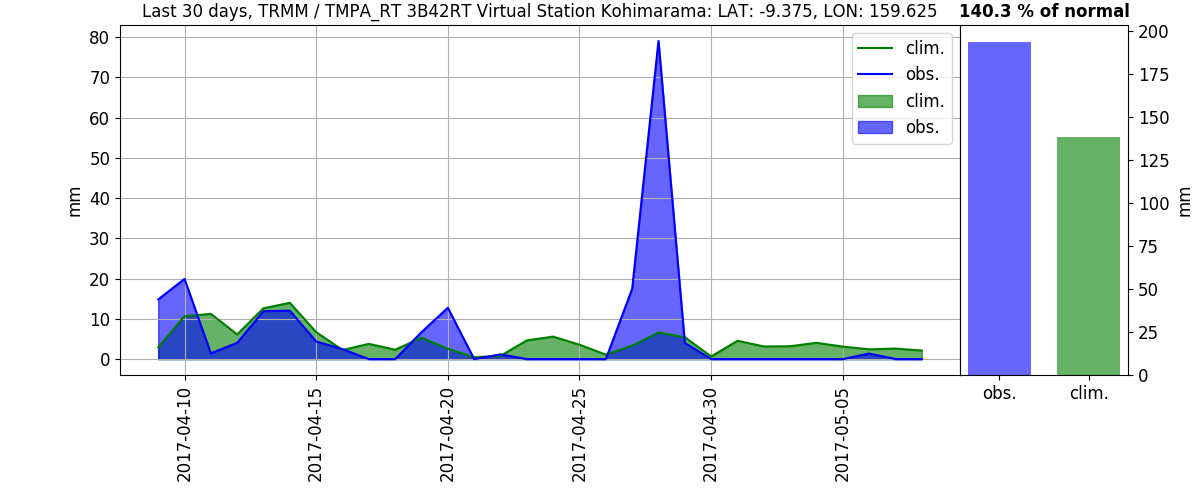 Last 30 days, TRMM / TMPA_RT 3B42RT Virtual Station Kohimarama: LAT: -9.375, LON: 159.625
140.3 % of normal
80
70
60
50
40
30
20
10
0
mm
clim.
obs.
clim.
obs.
2017-04-10
2017-04-15
2017-04-20
2017-04-25
2017-04-30
2017-05-05
200
175
150
125
100
75
50
25
0
mm
obs.
clim.